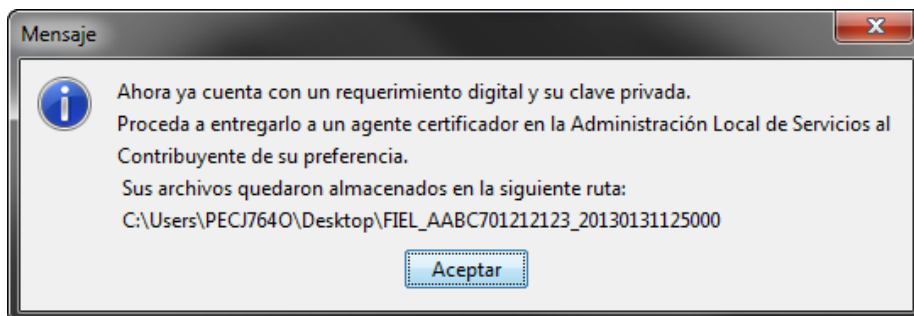 Mensaje
Ahora ya cuenta con un requerimiento digital y su clave privada.
Proceda a entregarlo a un agente certificador en la Administración Local de Servicios al
Contribuyente de su preferencia.
Sus archivos quedaron almacenados en la siguiente ruta:
C:\Users\PECJ764O\Desktop\FIEL_AABC701212123_20130131125000
Aceptar